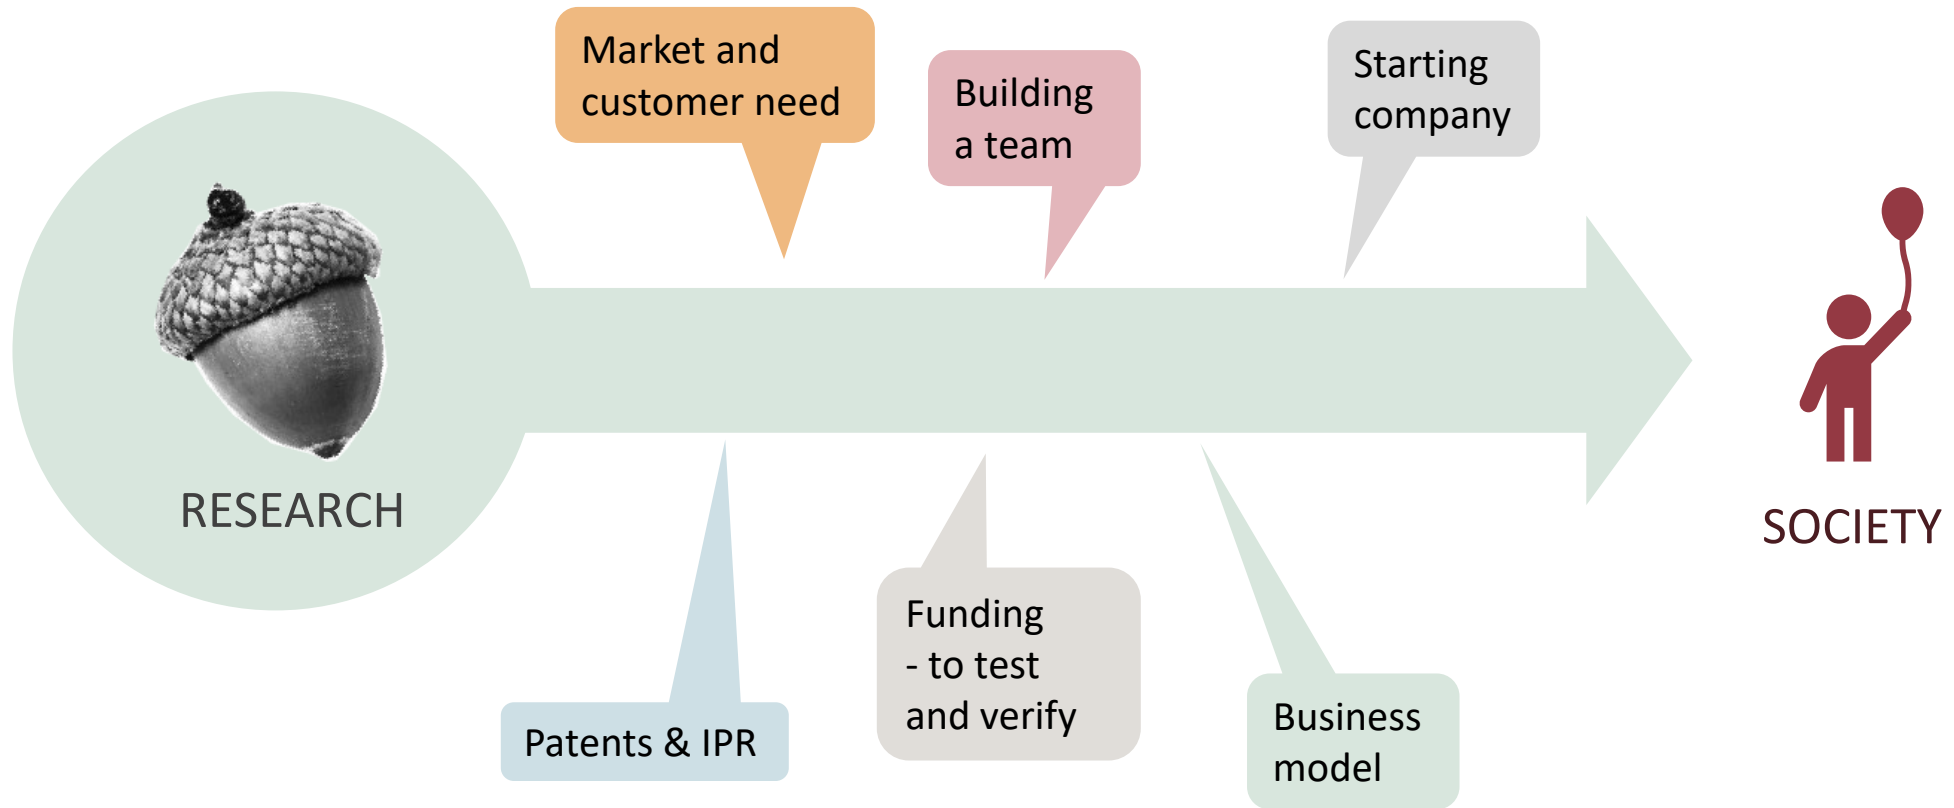 Market and
customer need
Building
a team
Starting
company
RESEARCH
SOCIETY
Patents & IPR
Funding
- to test
and verify
Business
model